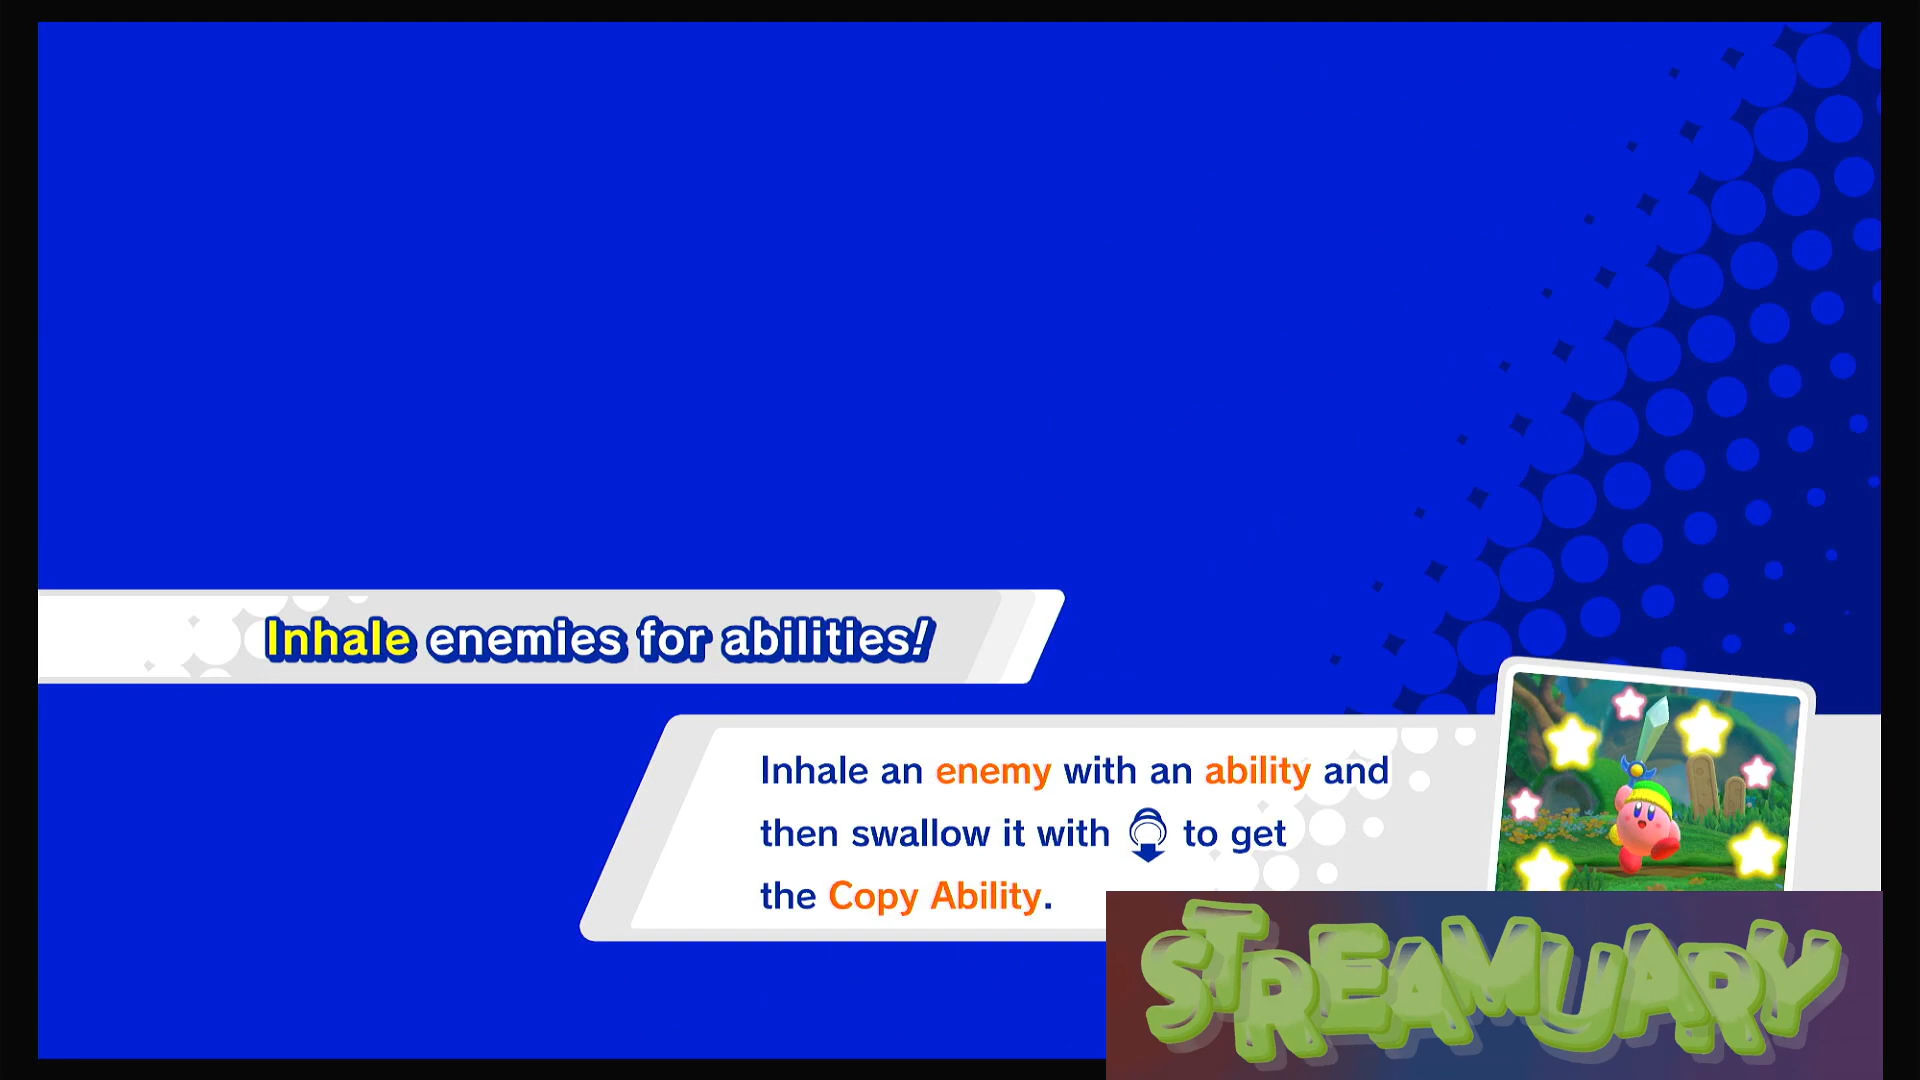 Inhale enemies for abilities!
Inhale an enemy with an ability and
then swallow it with to get
the Copy Ability.
STREAMUARY